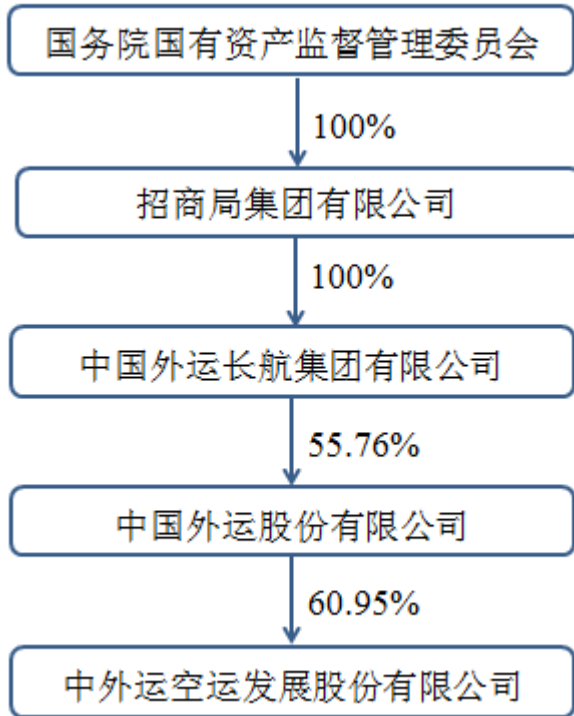 国务院国有资产监督管理委员会
100%
招商局集团有限公司
100%
中国外运长航集团有限公司
55.76%
中国外运股份有限公司
60.95%
中外运空运发展股份有限公司